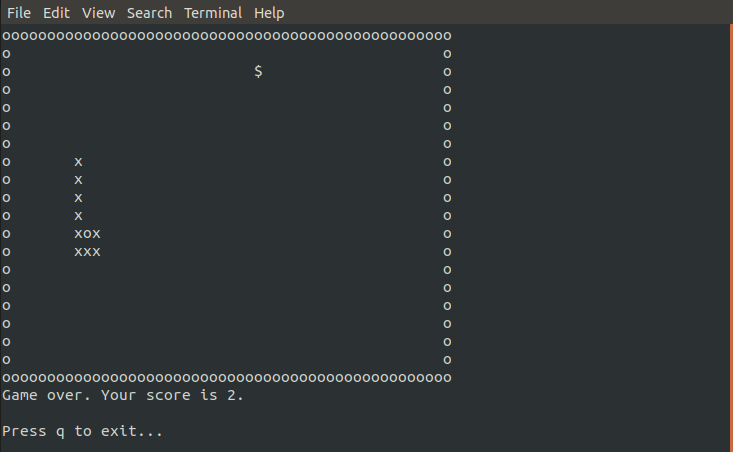 File Edit View Search Terminal Help
oooooooooooooooooooooooooooooooooooooooooooooooooo
o                                                o
o                           $                    o
o                                                o
o                                                o
o                                                o
o                                                o
o       x                                        o
o       x                                        o
o       x                                        o
o       x                                        o
o       xox                                      o
o       xxx                                      o
o                                                o
o                                                o
o                                                o
o                                                o
o                                                o
o                                                o
oooooooooooooooooooooooooooooooooooooooooooooooooo
Game over. Your score is 2.
Press q to exit...